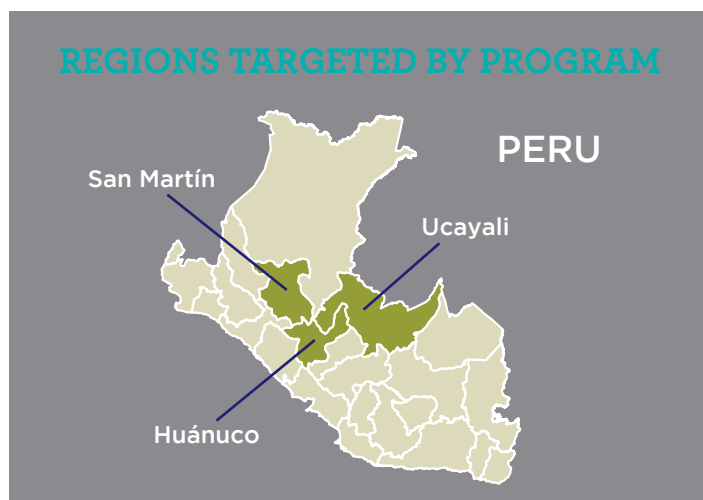 REGIONS TARGETED BY PROGRAM
PERU
San Martín
Ucayali
Huánuco